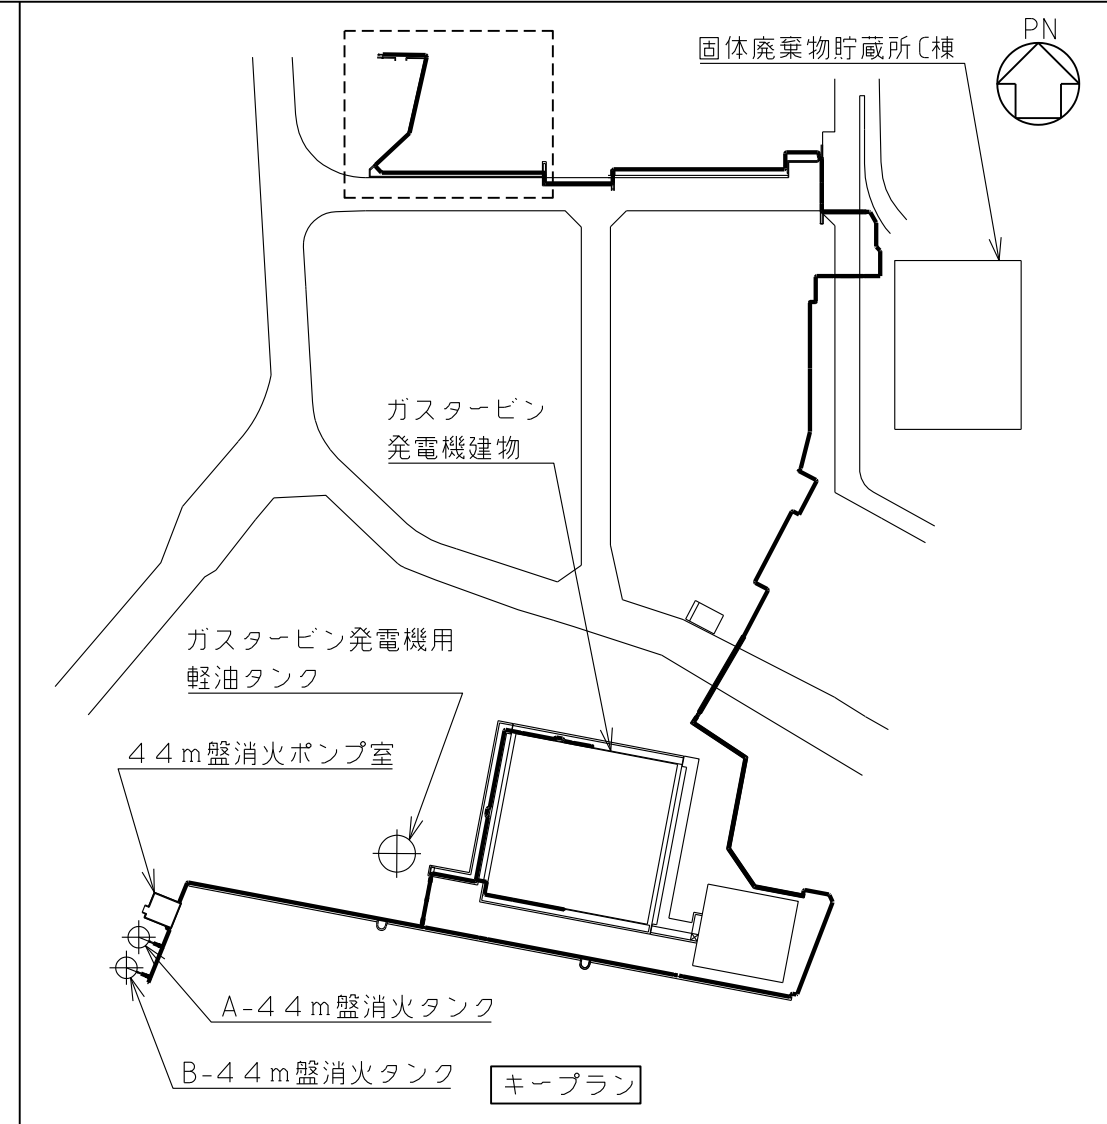 PN
固体廃棄物貯蔵所C棟
ガスタービン
発電機建物
ガスタービン発電機用
軽油タンク
44m盤消火ポンプ室
A-44m盤消火タンク
B-44m盤消火タンク
キープラン